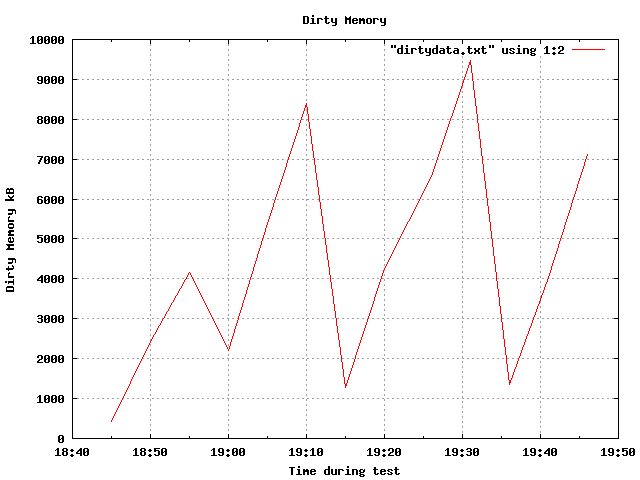 Dirty Memory
"dirtydata.txt" using 1:2
10000
9000
8000
7000
6000
5000
4000
3000
2000
1000
0
Dirty Memory kB
18:40 18:50 19:00 19:10 19:20 19:30 19:40 19:50
Time during test